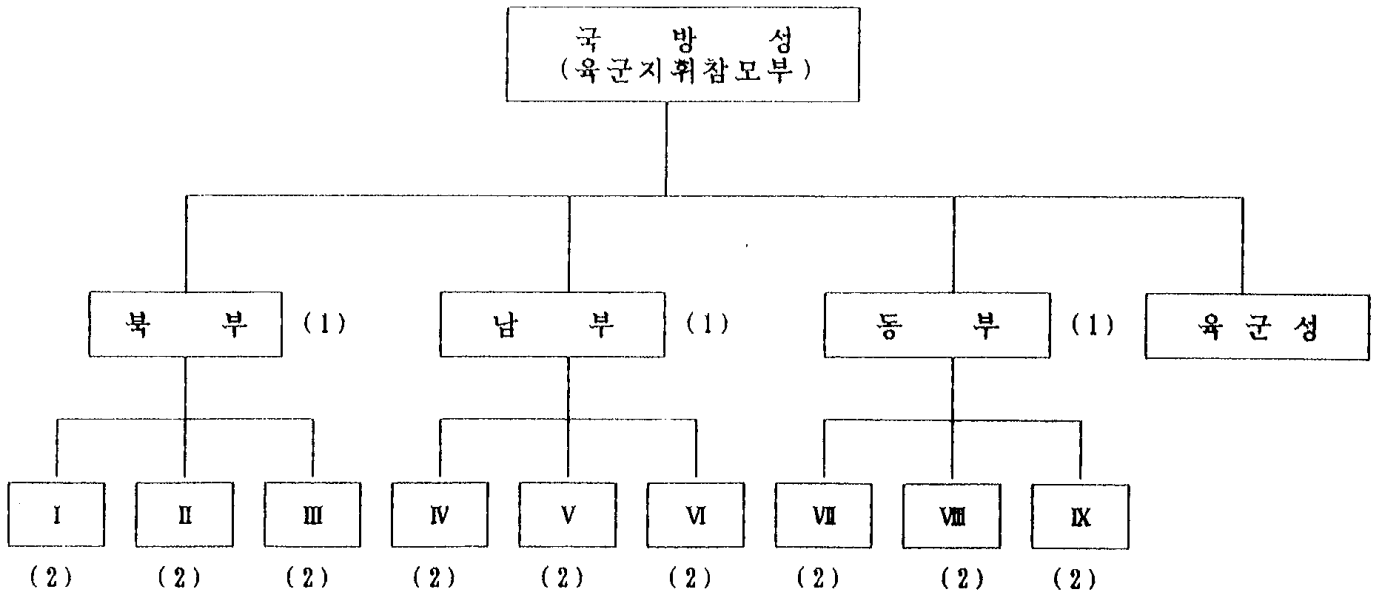 국 방 성
(육군지휘참모부)
북 부 (1) 남 부 (1) 동 부 (1) 육 군 성
Ⅰ Ⅱ Ⅲ Ⅳ Ⅴ Ⅵ Ⅶ Ⅷ Ⅸ
(2) (2) (2) (2) (2) (2) (2) (2) (2)